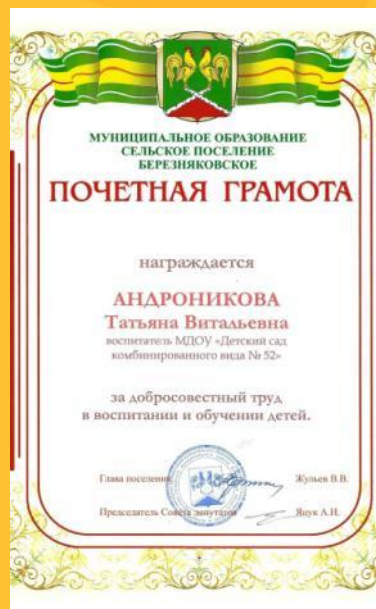 МУНИЦИПАЛЬНОЕ ОБРАЗОВАНИЕ
СЕЛЬСКОЕ ПОСЕЛЕНИЕ
БЕРЕЗНЯКОВСКОЕ
ПОЧЕТНАЯ ГРАМОТА
награждается
АНДРОНИКОВА
Татьяна Витальевна
воспитатель МДОУ «Детский сад
комбинированного вида № 52»
за добросовестный труд
в воспитании и обучении детей.
Глава поселения Жульев В.В.
Председатель Совета депутатов Яцук А.И.